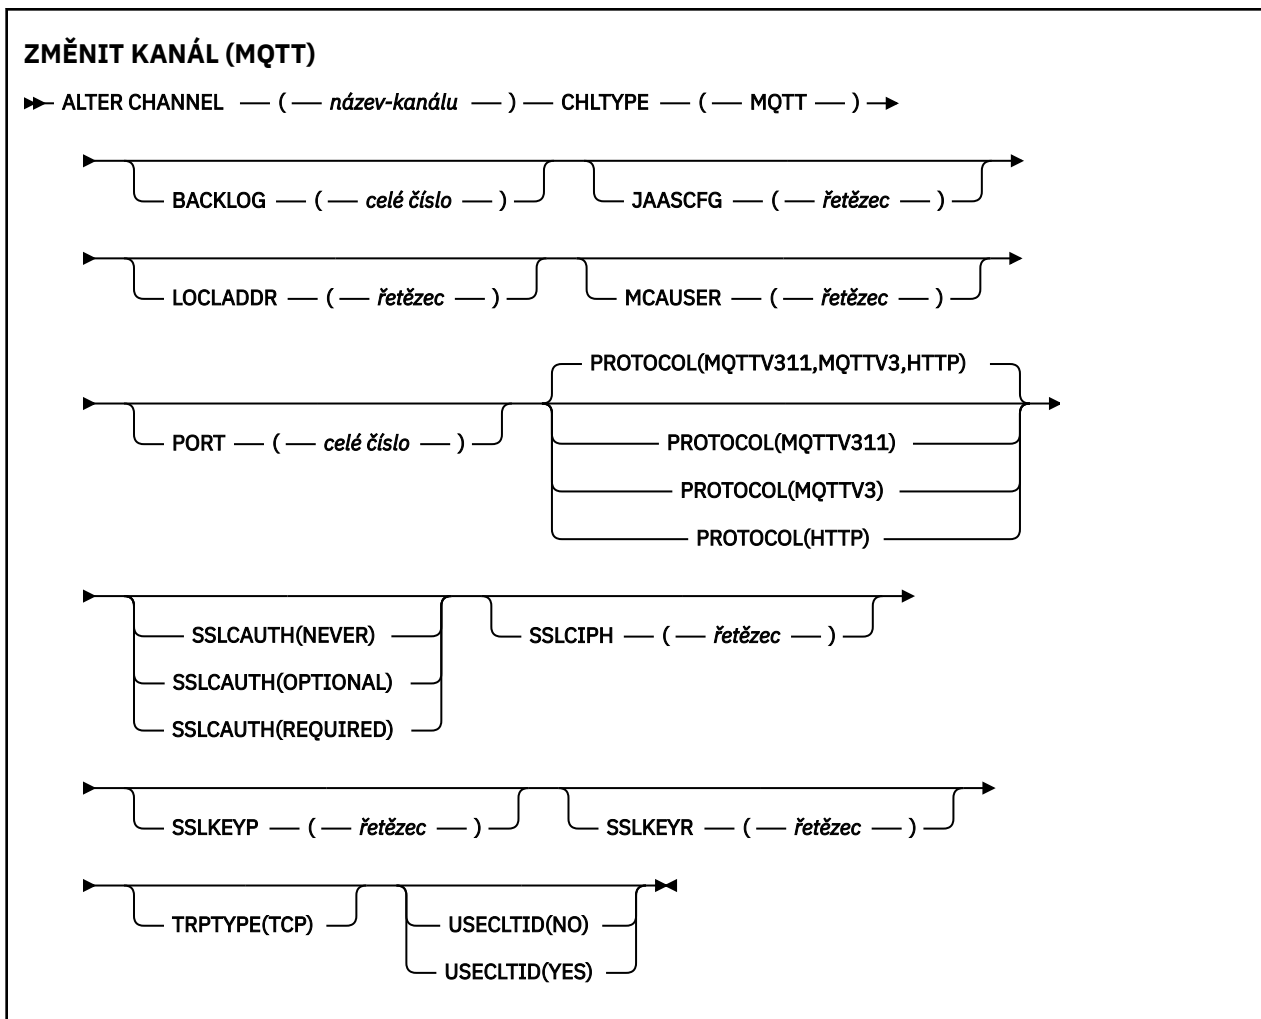 ZMĚNIT KANÁL (MQTT)
ALTER CHANNEL ( název-kanálu ) CHLTYPE ( MQTT )
BACKLOG ( celé číslo ) JAASCFG ( řetězec )
LOCLADDR ( řetězec ) MCAUSER ( řetězec )
PROTOCOL(MQTTV311,MQTTV3,HTTP)
PORT ( celé číslo ) PROTOCOL(MQTTV311)
PROTOCOL(MQTTV3)
PROTOCOL(HTTP)
SSLCAUTH(NEVER) SSLCIPH ( řetězec )
SSLCAUTH(OPTIONAL)
SSLCAUTH(REQUIRED)
SSLKEYP ( řetězec ) SSLKEYR ( řetězec )
TRPTYPE(TCP) USECLTID(NO)
USECLTID(YES)